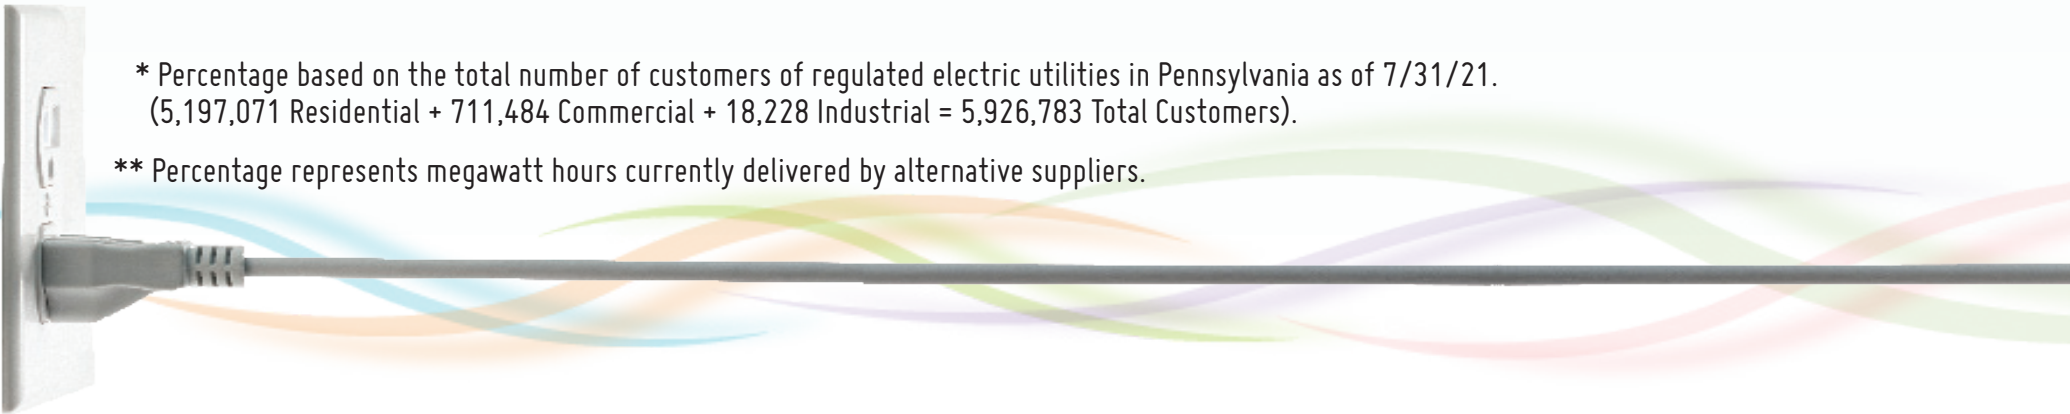 * Percentage based on the total number of customers of regulated electric utilities in Pennsylvania as of 7/31/21.
(5,197,071 Residential + 711,484 Commercial + 18,228 Industrial = 5,926,783 Total Customers).
** Percentage represents megawatt hours currently delivered by alternative suppliers.